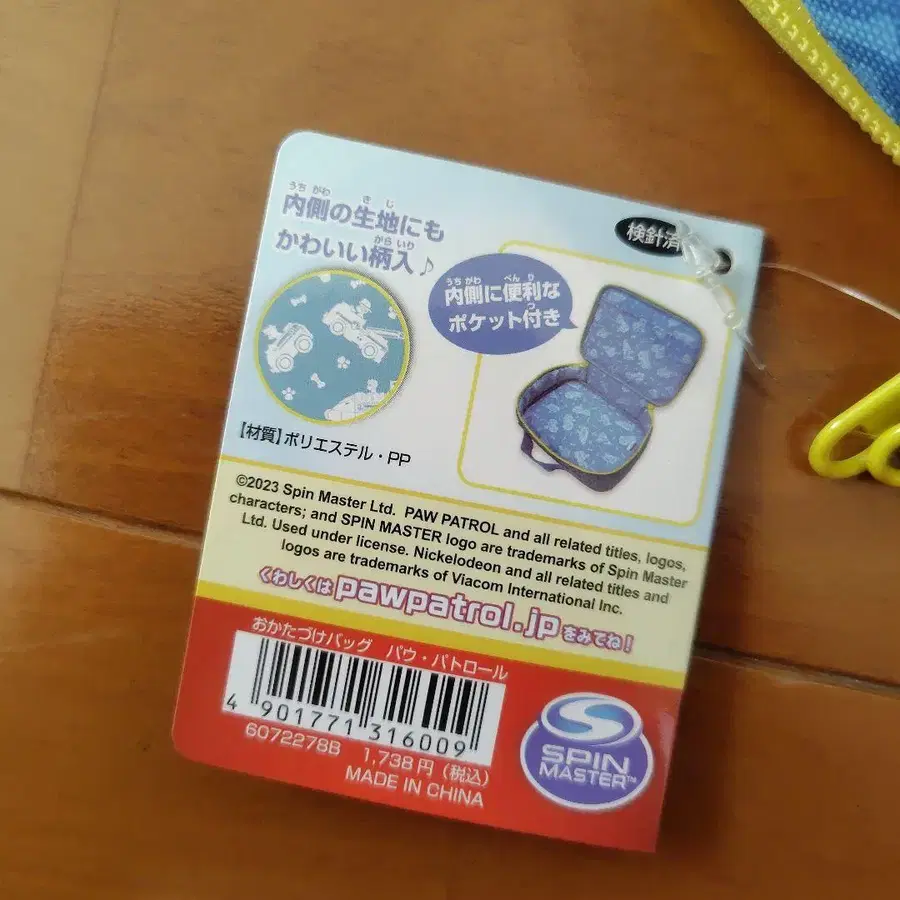 内側の生地にも
かわいい柄入♪
検針済
内側に便利な
ポケット付き
【材質】ポリエステル・PP
©2023 Spin Master Ltd. PAW PATROL and all related titles, logos,
characters; and SPIN MASTER logo are trademarks of Spin Master
Ltd. Used under license. Nickelodeon and all related titles and
logos are trademarks of Viacom International Inc.
くわしくは pawpatrol.jp をみてね！
おかたづけバッグ パウ・パトロール
4 901771 316009
6072278B 1,738円（税込）
MADE IN CHINA
SPIN
MASTER™